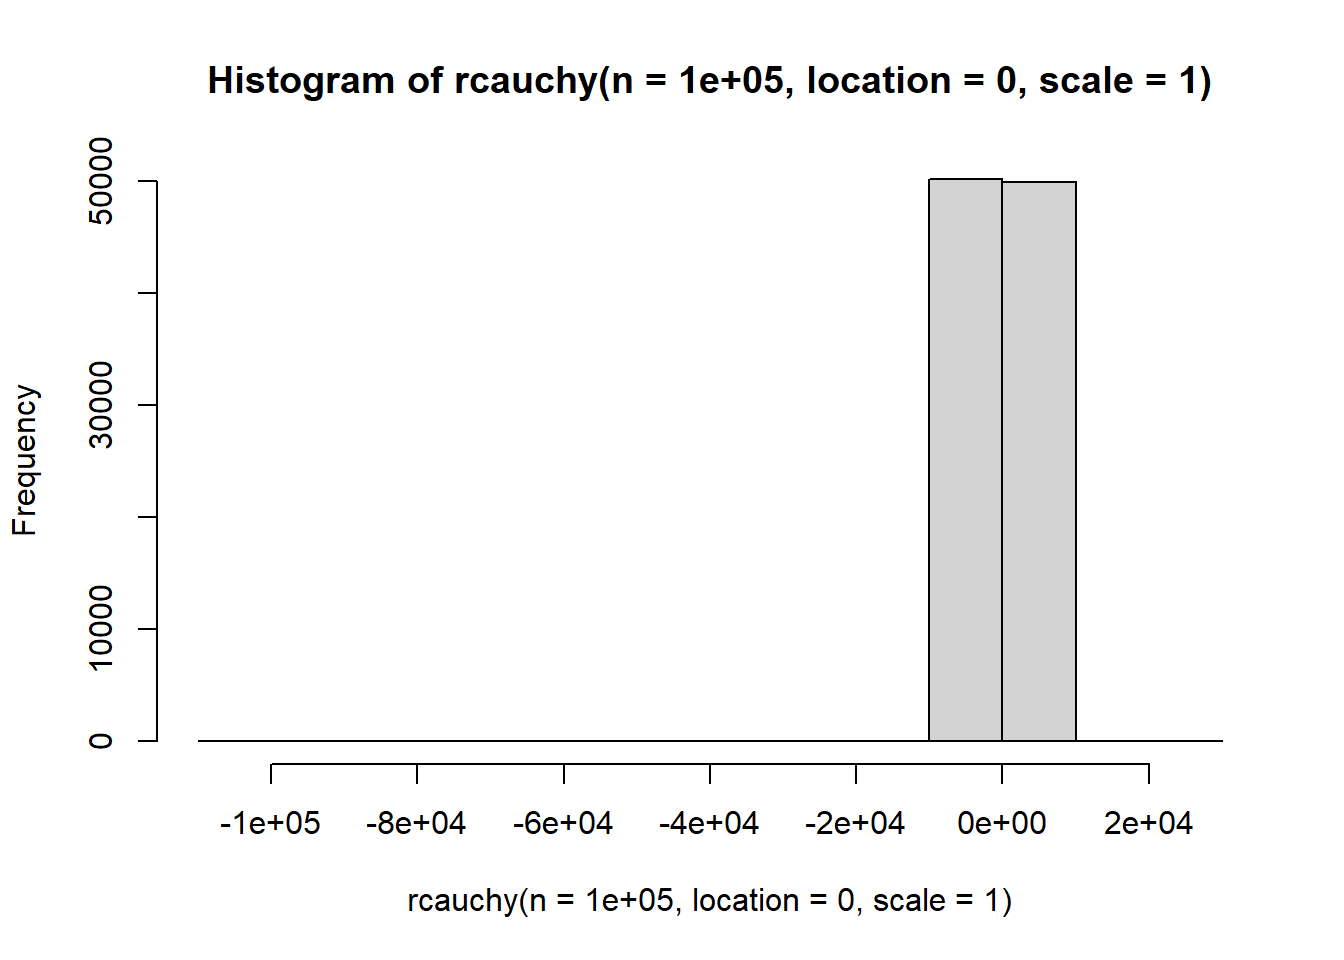 Histogram of rcauchy(n = 1e+05, location = 0, scale = 1)
Frequency
50000
30000
10000
0
-1e+05 -8e+04 -6e+04 -4e+04 -2e+04 0e+00 2e+04
rcauchy(n = 1e+05, location = 0, scale = 1)